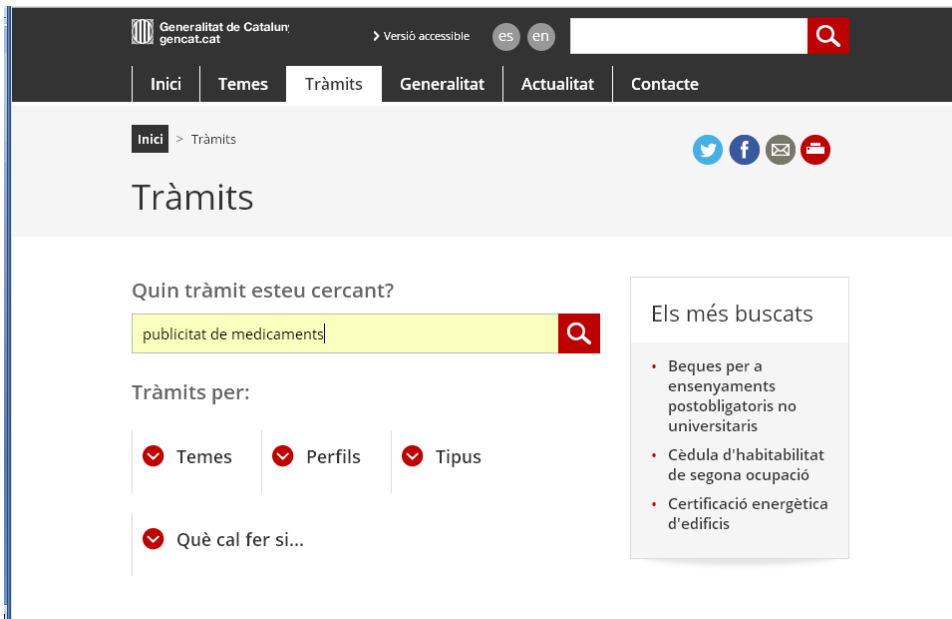 Generalitat de Catalun
gencat.cat
Versió accessible
es
en
Inici
Temes
Tràmits
Generalitat
Actualitat
Contacte
Inici > Tràmits
Tràmits
Quin tràmit esteu cercant?
publicitat de medicaments
Tràmits per:
Temes
Perfils
Tipus
Què cal fer si...
Els més buscats
• Beques per a
ensenyaments
postobligatoris no
universitaris
• Cèdula d'habitabilitat
de segona ocupació
• Certificació energètica
d'edificis